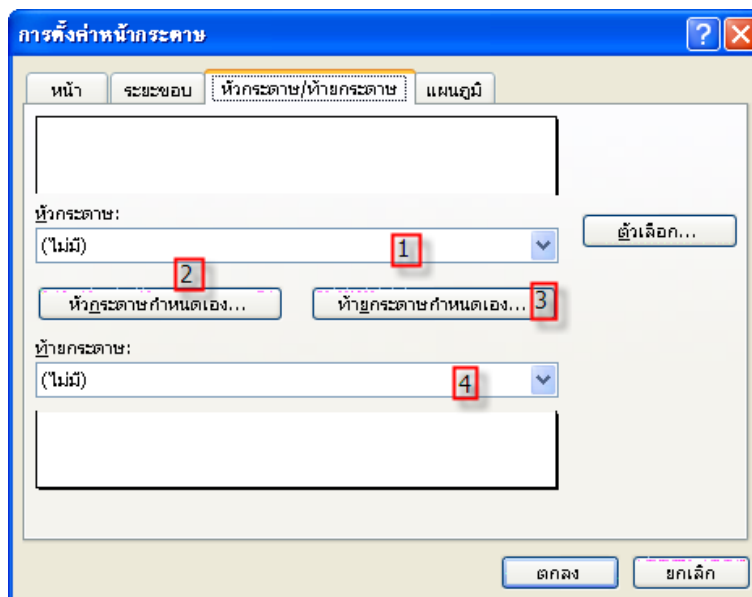 การตั้งค่าหน้ากระดาษ
หน้า ระยะขอบ หัวกระดาษ/ท้ายกระดาษ แผนภูมิ
หัวกระดาษ:
(ไม่มี) 1 ตัวเลือก...
2
หัวกระดาษกำหนดเอง... ท้ายกระดาษกำหนดเอง... 3
ท้ายกระดาษ:
(ไม่มี) 4
ตกลง ยกเลิก